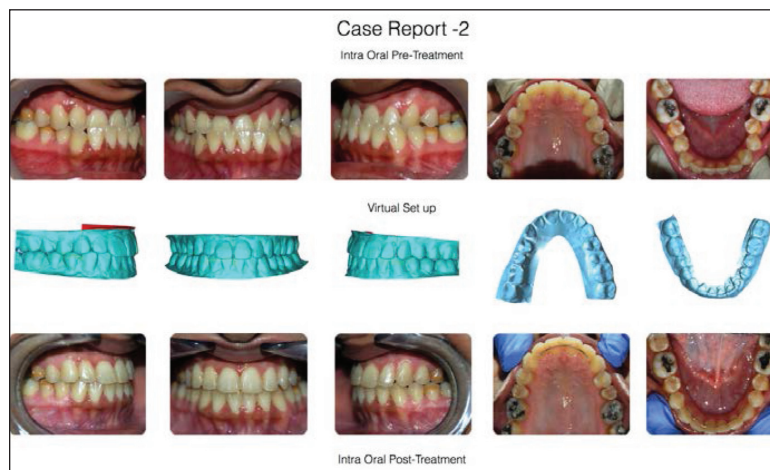 Case Report -2
Intra Oral Pre-Treatment
Virtual Set up
Intra Oral Post-Treatment